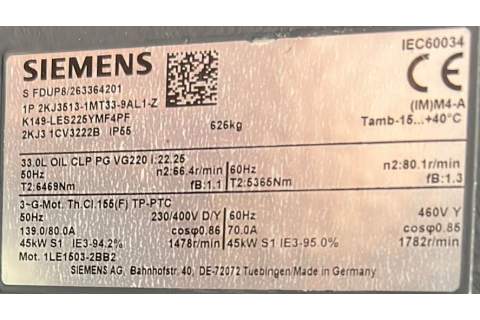 SIEMENS
IEC60034
S FDUP8/263364201
1P 2KJ3513-1MT33-9AL1-Z
K149-LES225YMF4PF
(IM)M4-A
2KJ3 1CV3222B IP55 626kg Tamb-15...+40°C
33.0L OIL CLP PG VG220 i:22.25
50Hz n2:66.4r/min 60Hz n2:80.1r/min
T2:6469Nm fB:1.1 T2:5365Nm fB:1.3
3~G-Mot. Th.Cl.155(F) TP-PTC
50Hz 230/400V D/Y 60Hz 460V Y
139.0/80.0A cosφ0.86 70.0A cosφ0.85
45kW S1 IE3-94.2% 1478r/min 45kW S1 IE3-95.0% 1782r/min
Mot. 1LE1503-2BB2
SIEMENS AG, Bahnhofstr. 40, DE-72072 Tuebingen Made in Germany
CE